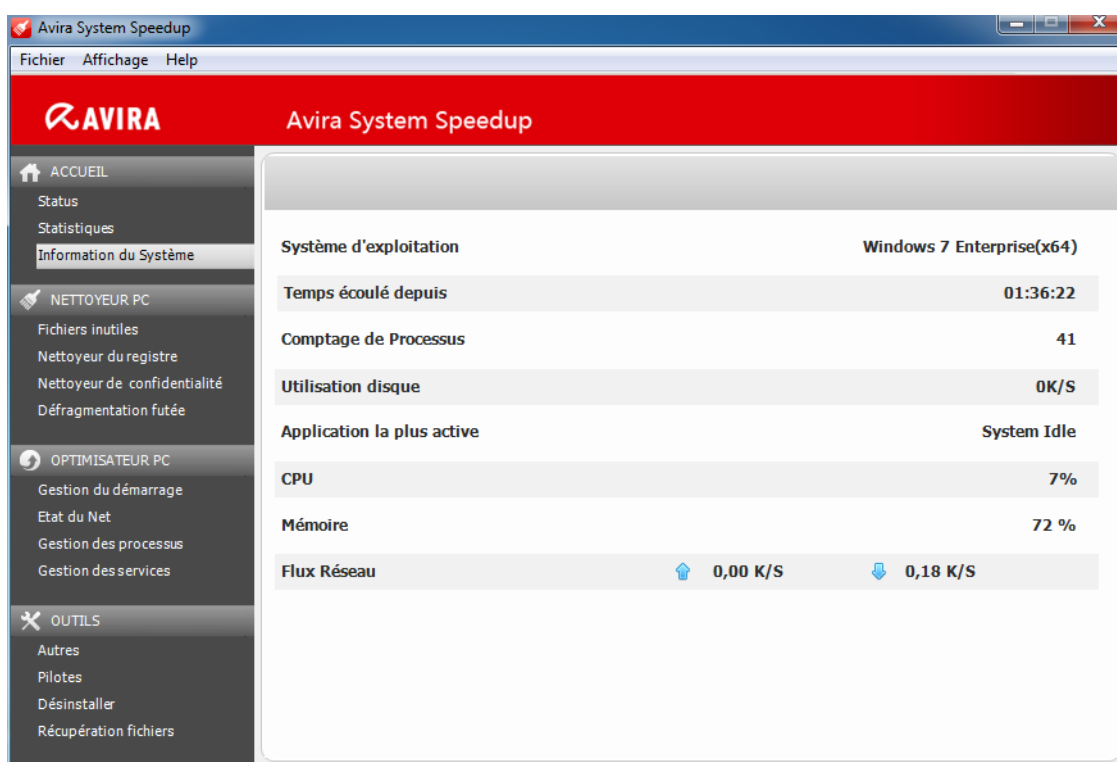 Avira System Speedup
Fichier Affichage Help
AVIRA
Avira System Speedup
ACCUEIL
Status
Statistiques
Information du Système
NETTOYEUR PC
Fichiers inutiles
Nettoyeur du registre
Nettoyeur de confidentialité
Défragmentation futée
OPTIMISATEUR PC
Gestion du démarrage
Etat du Net
Gestion des processus
Gestion des services
OUTILS
Autres
Pilotes
Désinstaller
Récupération fichiers
Système d'exploitation Windows 7 Enterprise(x64)
Temps écoulé depuis 01:36:22
Comptage de Processus 41
Utilisation disque 0K/S
Application la plus active System Idle
CPU 7%
Mémoire 72 %
Flux Réseau 0,00 K/S 0,18 K/S